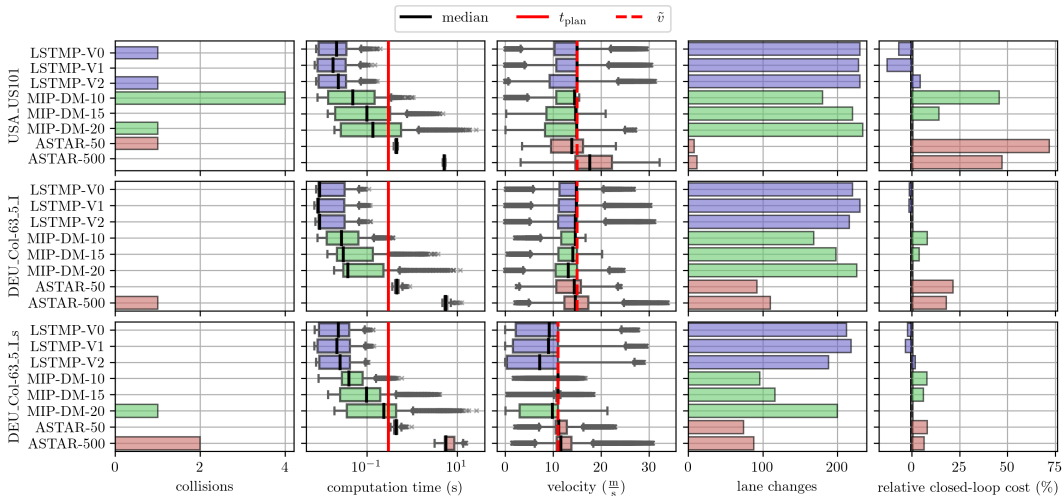 median t_plan ṽ
USA_US101
LSTMP-V0
LSTMP-V1
LSTMP-V2
MIP-DM-10
MIP-DM-15
MIP-DM-20
ASTAR-50
ASTAR-500
DEU_Col-63_5_I
LSTMP-V0
LSTMP-V1
LSTMP-V2
MIP-DM-10
MIP-DM-15
MIP-DM-20
ASTAR-50
ASTAR-500
DEU_Col-63_5_I_s
LSTMP-V0
LSTMP-V1
LSTMP-V2
MIP-DM-10
MIP-DM-15
MIP-DM-20
ASTAR-50
ASTAR-500
0 2 4 10⁻¹ 10¹ 0 10 20 30 0 100 200 0 25 50 75
collisions computation time (s) velocity (m/s) lane changes relative closed-loop cost (%)